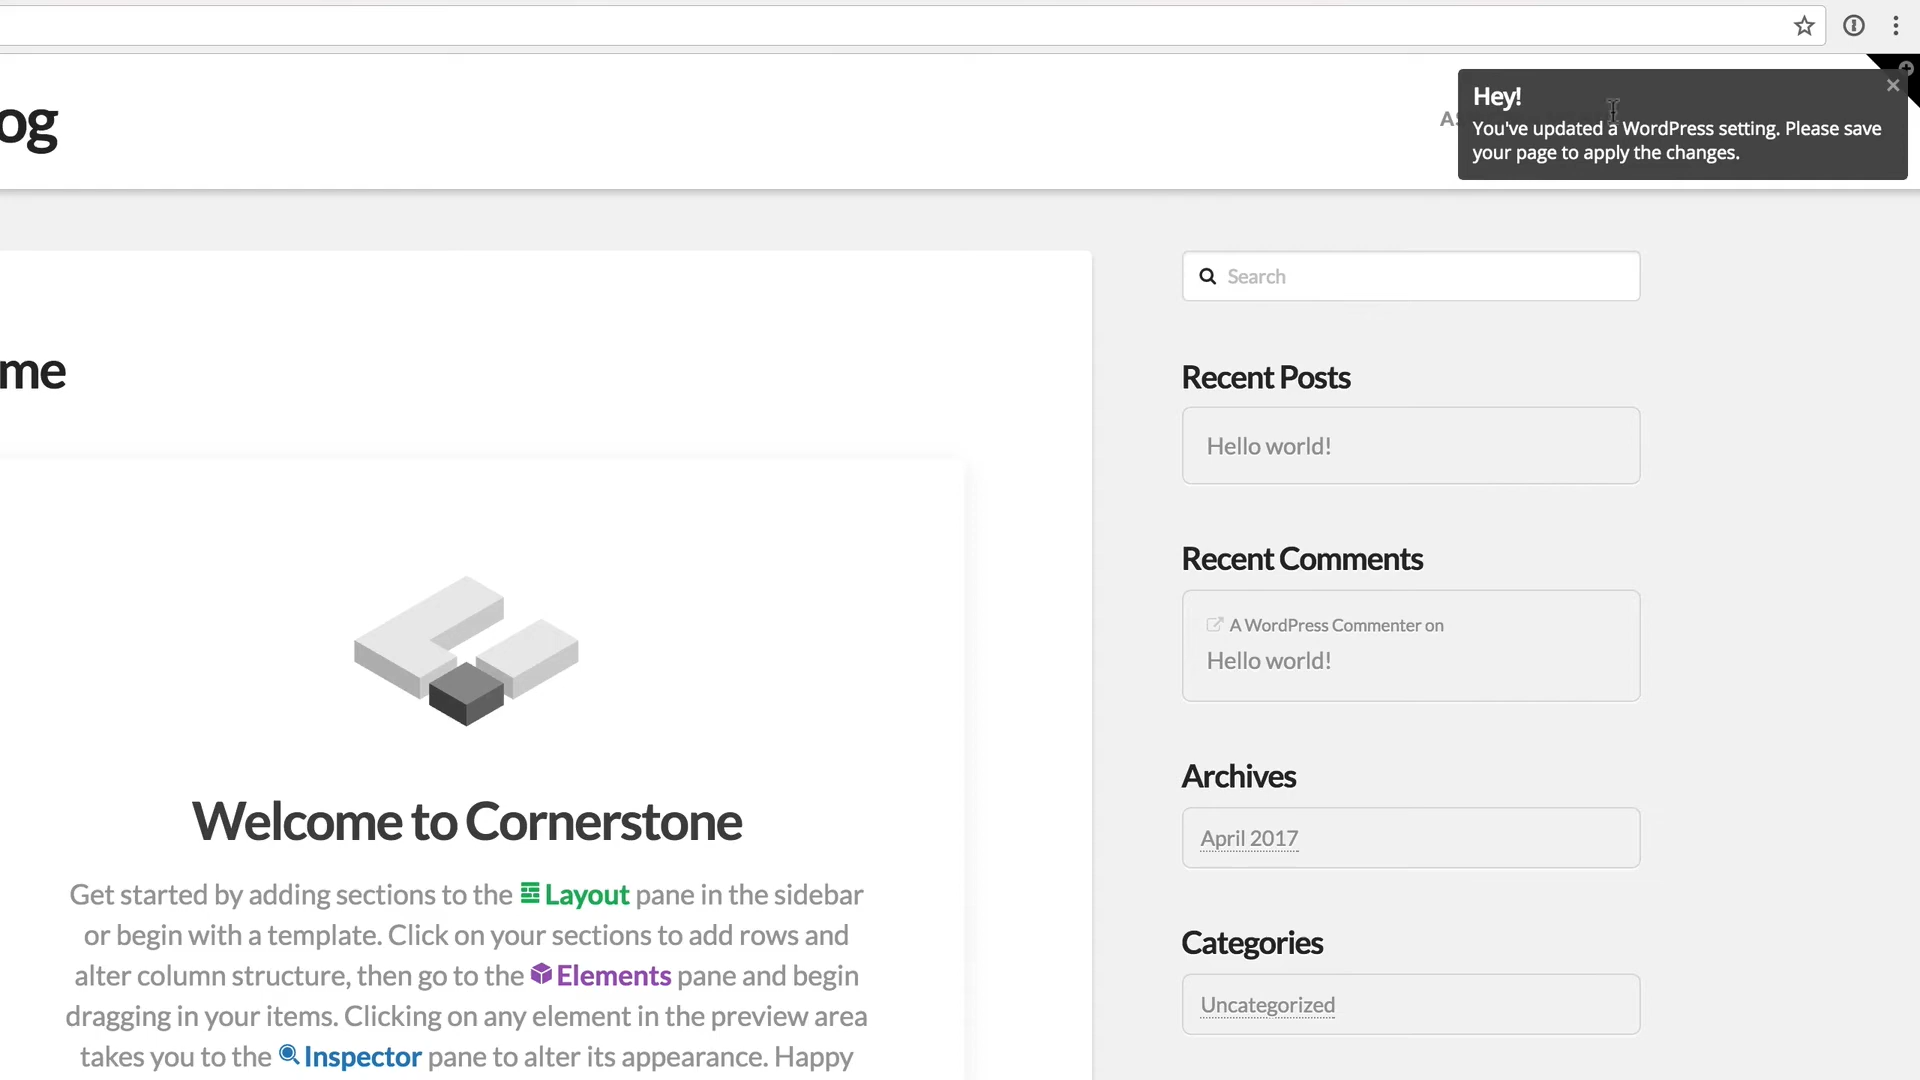 og
AS
Hey!
You've updated a WordPress setting. Please save
your page to apply the changes.
me
Search
Recent Posts
Hello world!
Recent Comments
A WordPress Commenter on
Hello world!
Archives
April 2017
Categories
Uncategorized
Welcome to Cornerstone
Get started by adding sections to the Layout pane in the sidebar
or begin with a template. Click on your sections to add rows and
alter column structure, then go to the Elements pane and begin
dragging in your items. Clicking on any element in the preview area
takes you to the Inspector pane to alter its appearance. Happy